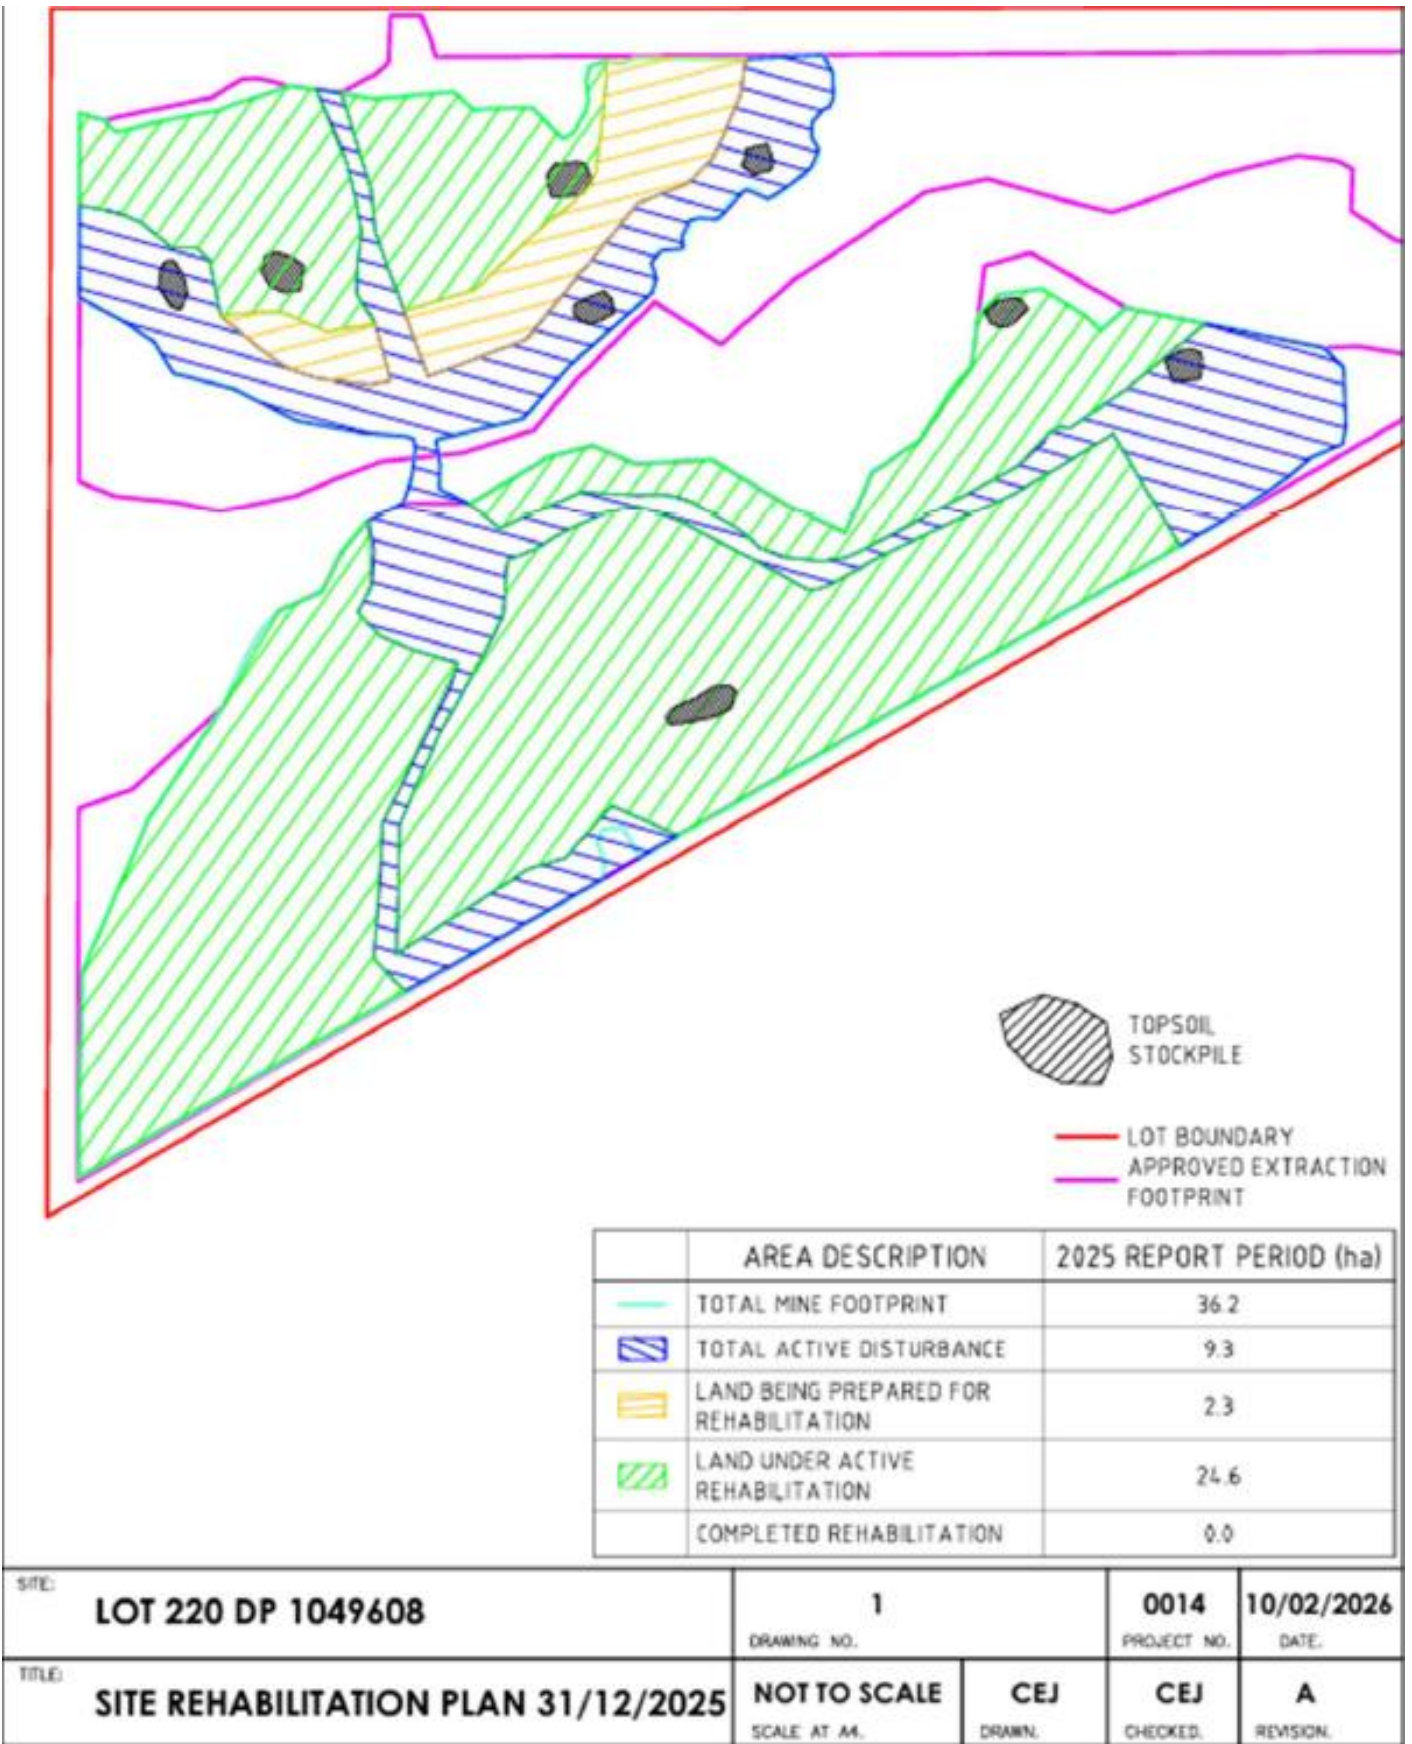 TOPSOIL
STOCKPILE
LOT BOUNDARY
APPROVED EXTRACTION
FOOTPRINT
AREA DESCRIPTION 2025 REPORT PERIOD (ha)
TOTAL MINE FOOTPRINT 36.2
TOTAL ACTIVE DISTURBANCE 9.3
LAND BEING PREPARED FOR
REHABILITATION 2.3
LAND UNDER ACTIVE
REHABILITATION 24.6
COMPLETED REHABILITATION 0.0
SITE: LOT 220 DP 1049608
1
DRAWING NO.
0014
PROJECT NO.
10/02/2026
DATE.
TITLE: SITE REHABILITATION PLAN 31/12/2025
NOT TO SCALE
SCALE AT A4.
CEJ
DRAWN.
CEJ
CHECKED.
A
REVISION.